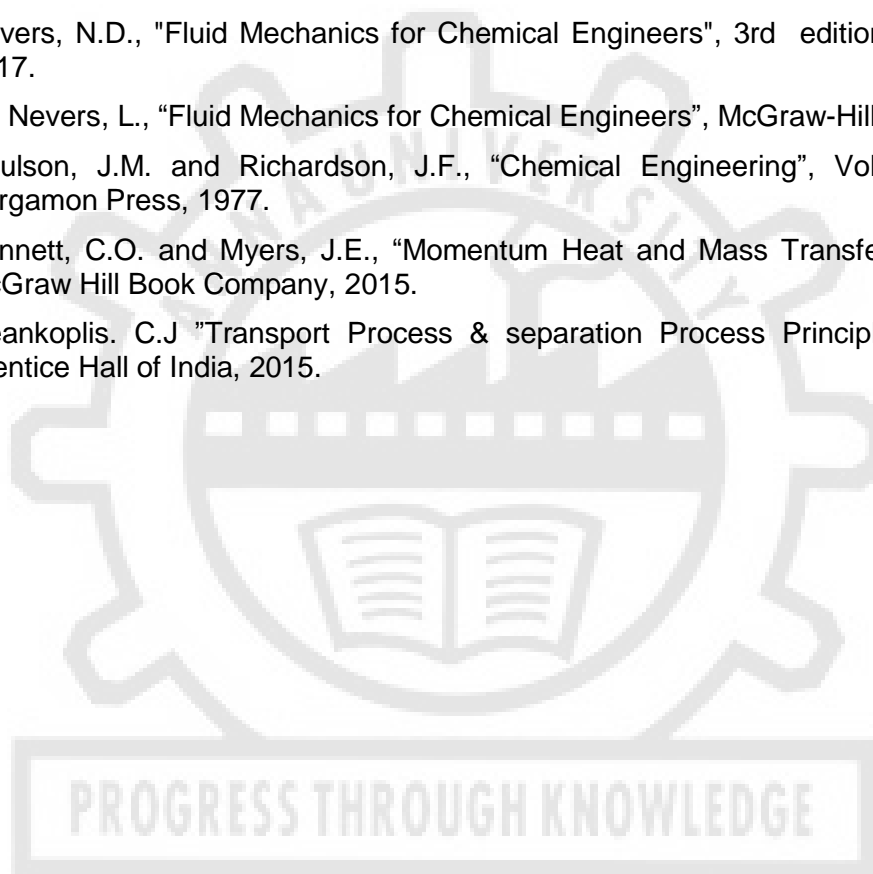 vers, N.D., "Fluid Mechanics for Chemical Engineers", 3rd edition
17.
Nevers, L., “Fluid Mechanics for Chemical Engineers”, McGraw-Hill
ulson, J.M. and Richardson, J.F., “Chemical Engineering”, Vol
rgamon Press, 1977.
nnett, C.O. and Myers, J.E., “Momentum Heat and Mass Transfe
Graw Hill Book Company, 2015.
eankoplis. C.J ”Transport Process & separation Process Princip
entice Hall of India, 2015.
ANNA UNIVERSITY
PROGRESS THROUGH KNOWLEDGE